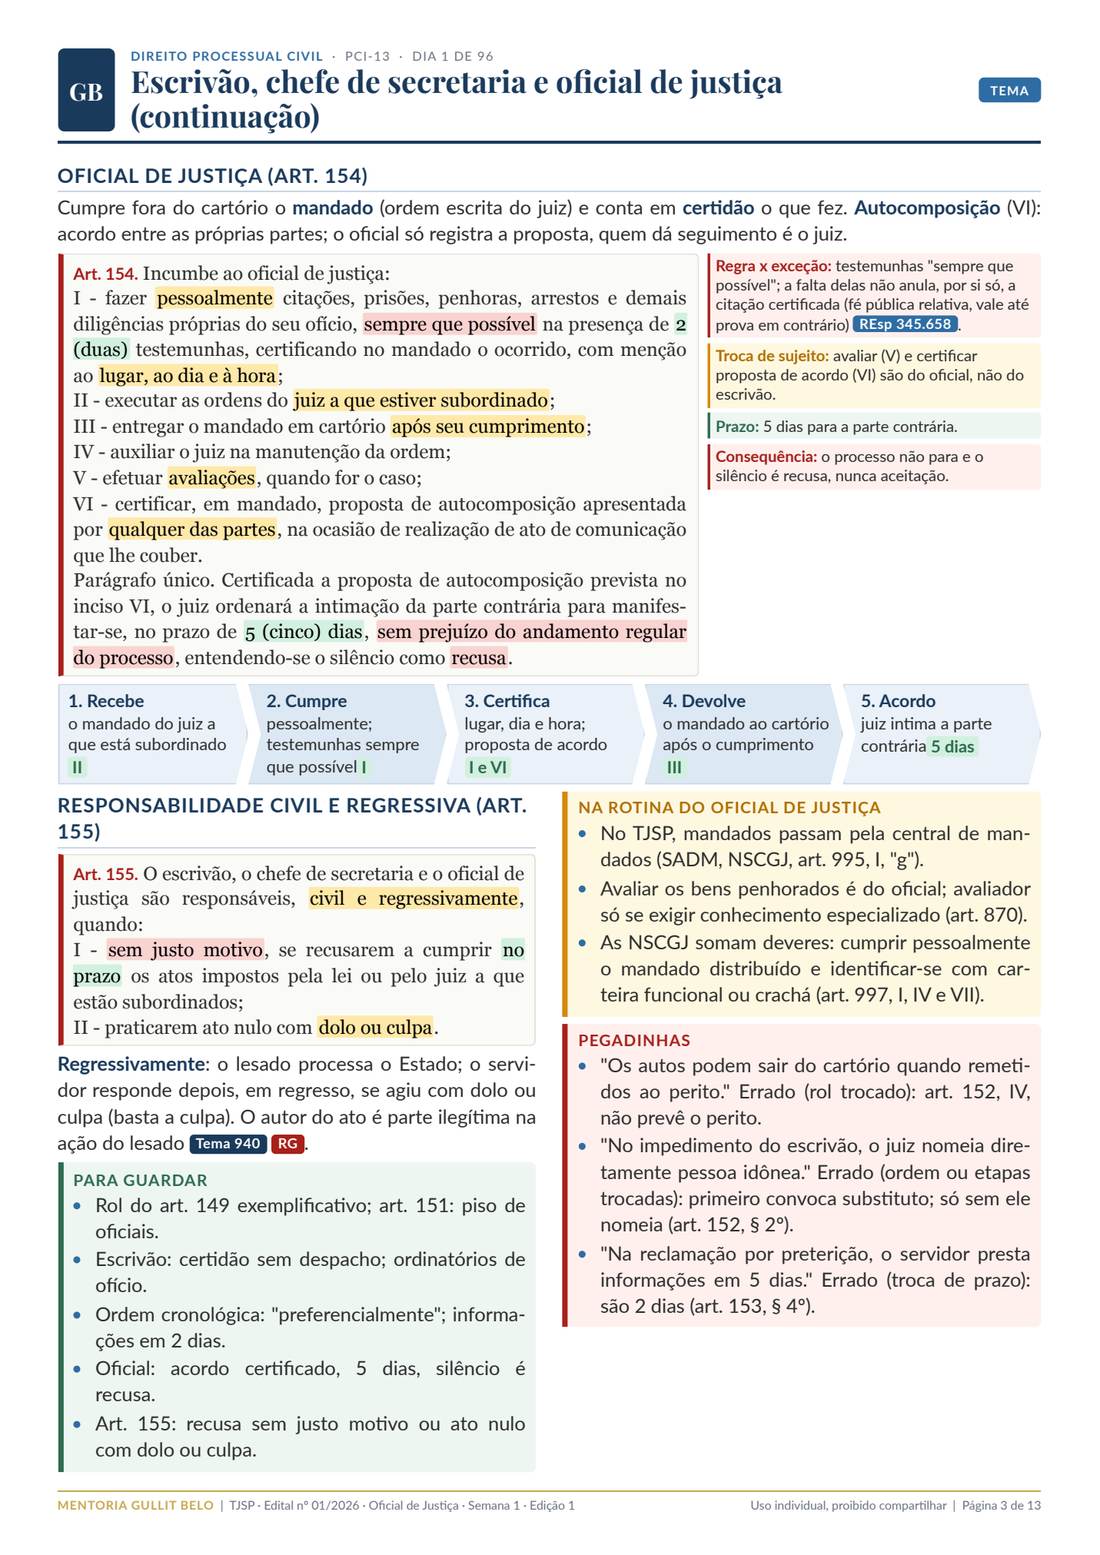 GB
DIREITO PROCESSUAL CIVIL · PCI-13 · DIA 1 DE 96
Escrivão, chefe de secretaria e oficial de justiça
(continuação)
TEMA
OFICIAL DE JUSTIÇA (ART. 154)
Cumpre fora do cartório o mandado (ordem escrita do juiz) e conta em certidão o que fez. Autocomposição (VI):
acordo entre as próprias partes; o oficial só registra a proposta, quem dá seguimento é o juiz.
Art. 154. Incumbe ao oficial de justiça:
I - fazer pessoalmente citações, prisões, penhoras, arrestos e demais
diligências próprias do seu ofício, sempre que possível na presença de 2
(duas) testemunhas, certificando no mandado o ocorrido, com menção
ao lugar, ao dia e à hora;
II - executar as ordens do juiz a que estiver subordinado;
III - entregar o mandado em cartório após seu cumprimento;
IV - auxiliar o juiz na manutenção da ordem;
V - efetuar avaliações, quando for o caso;
VI - certificar, em mandado, proposta de autocomposição apresentada
por qualquer das partes, na ocasião de realização de ato de comunicação
que lhe couber.
Parágrafo único. Certificada a proposta de autocomposição prevista no
inciso VI, o juiz ordenará a intimação da parte contrária para manifes-
tar-se, no prazo de 5 (cinco) dias, sem prejuízo do andamento regular
do processo, entendendo-se o silêncio como recusa.
Regra x exceção: testemunhas "sempre que
possível"; a falta delas não anula, por si só, a
citação certificada (fé pública relativa, vale até
prova em contrário) REsp 345.658.
Troca de sujeito: avaliar (V) e certificar
proposta de acordo (VI) são do oficial, não do
escrivão.
Prazo: 5 dias para a parte contrária.
Consequência: o processo não para e o
silêncio é recusa, nunca aceitação.
1. Recebe
o mandado do juiz a
que está subordinado
II
2. Cumpre
pessoalmente;
testemunhas sempre
que possível I
3. Certifica
lugar, dia e hora;
proposta de acordo
I e VI
4. Devolve
o mandado ao cartório
após o cumprimento
III
5. Acordo
juiz intima a parte
contrária 5 dias
RESPONSABILIDADE CIVIL E REGRESSIVA (ART.
155)
Art. 155. O escrivão, o chefe de secretaria e o oficial de
justiça são responsáveis, civil e regressivamente,
quando:
I - sem justo motivo, se recusarem a cumprir no
prazo os atos impostos pela lei ou pelo juiz a que
estão subordinados;
II - praticarem ato nulo com dolo ou culpa.
Regressivamente: o lesado processa o Estado; o servi-
dor responde depois, em regresso, se agiu com dolo ou
culpa (basta a culpa). O autor do ato é parte ilegítima na
ação do lesado Tema 940 RG.
PARA GUARDAR
• Rol do art. 149 exemplificativo; art. 151: piso de
oficiais.
• Escrivão: certidão sem despacho; ordinatórios de
ofício.
• Ordem cronológica: "preferencialmente"; informa-
ções em 2 dias.
• Oficial: acordo certificado, 5 dias, silêncio é
recusa.
• Art. 155: recusa sem justo motivo ou ato nulo
com dolo ou culpa.
NA ROTINA DO OFICIAL DE JUSTIÇA
• No TJSP, mandados passam pela central de man-
dados (SADM, NSCGJ, art. 995, I, "g").
• Avaliar os bens penhorados é do oficial; avaliador
só se exigir conhecimento especializado (art. 870).
• As NSCGJ somam deveres: cumprir pessoalmente
o mandado distribuído e identificar-se com car-
teira funcional ou crachá (art. 997, I, IV e VII).
PEGADINHAS
• "Os autos podem sair do cartório quando remeti-
dos ao perito." Errado (rol trocado): art. 152, IV,
não prevê o perito.
• "No impedimento do escrivão, o juiz nomeia dire-
tamente pessoa idônea." Errado (ordem ou etapas
trocadas): primeiro convoca substituto; só sem ele
nomeia (art. 152, § 2º).
• "Na reclamação por preterição, o servidor presta
informações em 5 dias." Errado (troca de prazo):
são 2 dias (art. 153, § 4º).
MENTORIA GULLIT BELO | TJSP · Edital nº 01/2026 · Oficial de Justiça · Semana 1 · Edição 1
Uso individual, proibido compartilhar | Página 3 de 13